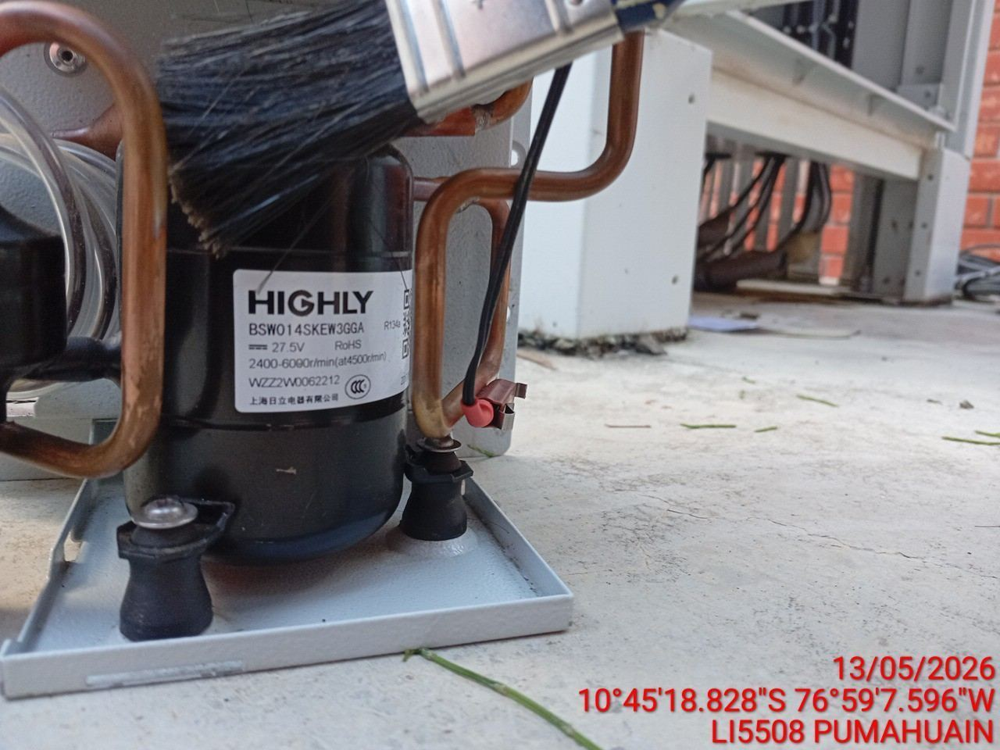 HIGHLY
BSW014SKEW3GGA R134a
27.5V RoHS
2400-6000r/min(at4500r/min)
WZZ2W0062212
上海日立电器有限公司
13/05/2026
10°45'18.828"S 76°59'7.596"W
LI5508 PUMAHUAIN